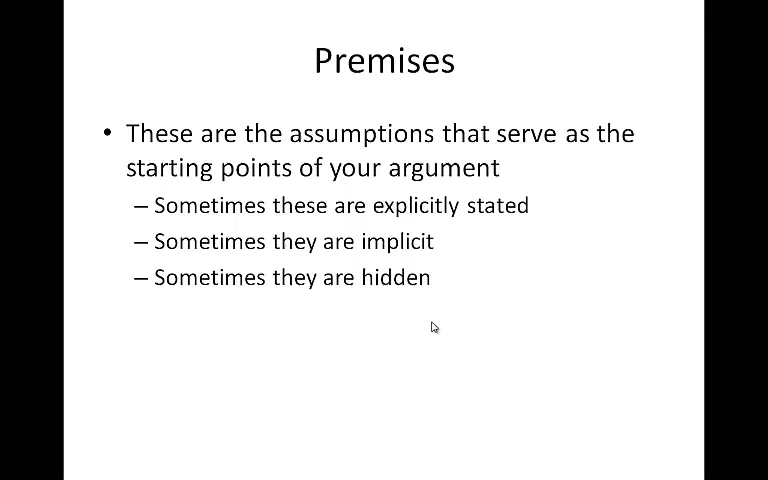 Premises
• These are the assumptions that serve as the
starting points of your argument
– Sometimes these are explicitly stated
– Sometimes they are implicit
– Sometimes they are hidden